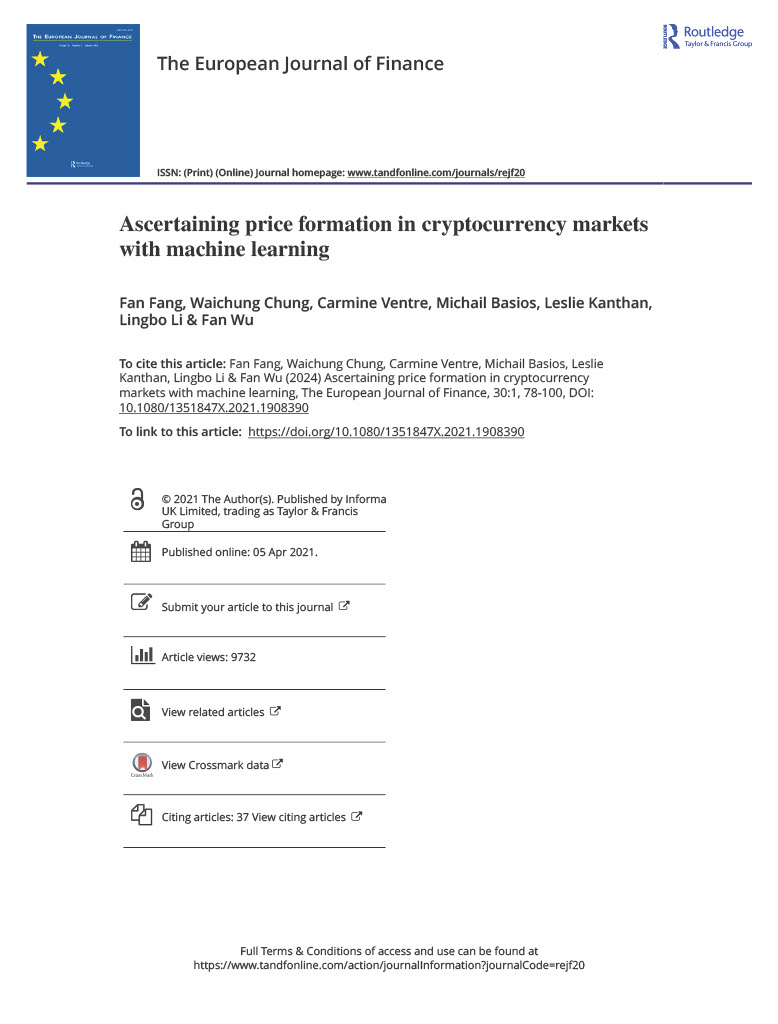 THE EUROPEAN JOURNAL OF FINANCE
Routledge
Routledge
Taylor & Francis Group
ROUTLEDGE
The European Journal of Finance
ISSN: (Print) (Online) Journal homepage: www.tandfonline.com/journals/rejf20
Ascertaining price formation in cryptocurrency markets
with machine learning
Fan Fang, Waichung Chung, Carmine Ventre, Michail Basios, Leslie Kanthan,
Lingbo Li & Fan Wu
To cite this article: Fan Fang, Waichung Chung, Carmine Ventre, Michail Basios, Leslie
Kanthan, Lingbo Li & Fan Wu (2024) Ascertaining price formation in cryptocurrency
markets with machine learning, The European Journal of Finance, 30:1, 78-100, DOI:
10.1080/1351847X.2021.1908390
To link to this article: https://doi.org/10.1080/1351847X.2021.1908390
© 2021 The Author(s). Published by Informa
UK Limited, trading as Taylor & Francis
Group
Published online: 05 Apr 2021.
Submit your article to this journal
Article views: 9732
View related articles
CrossMark
View Crossmark data
Citing articles: 37 View citing articles
Full Terms & Conditions of access and use can be found at
https://www.tandfonline.com/action/journalInformation?journalCode=rejf20